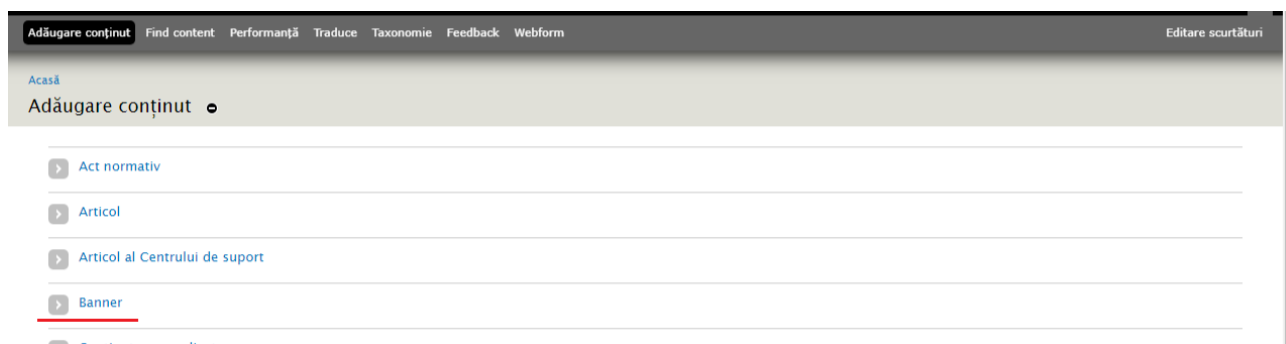 Adăugare conținut Find content Performanță Traduce Taxonomie Feedback Webform Editare scurtături
Acasă
Adăugare conținut
Act normativ
Articol
Articol al Centrului de suport
Banner